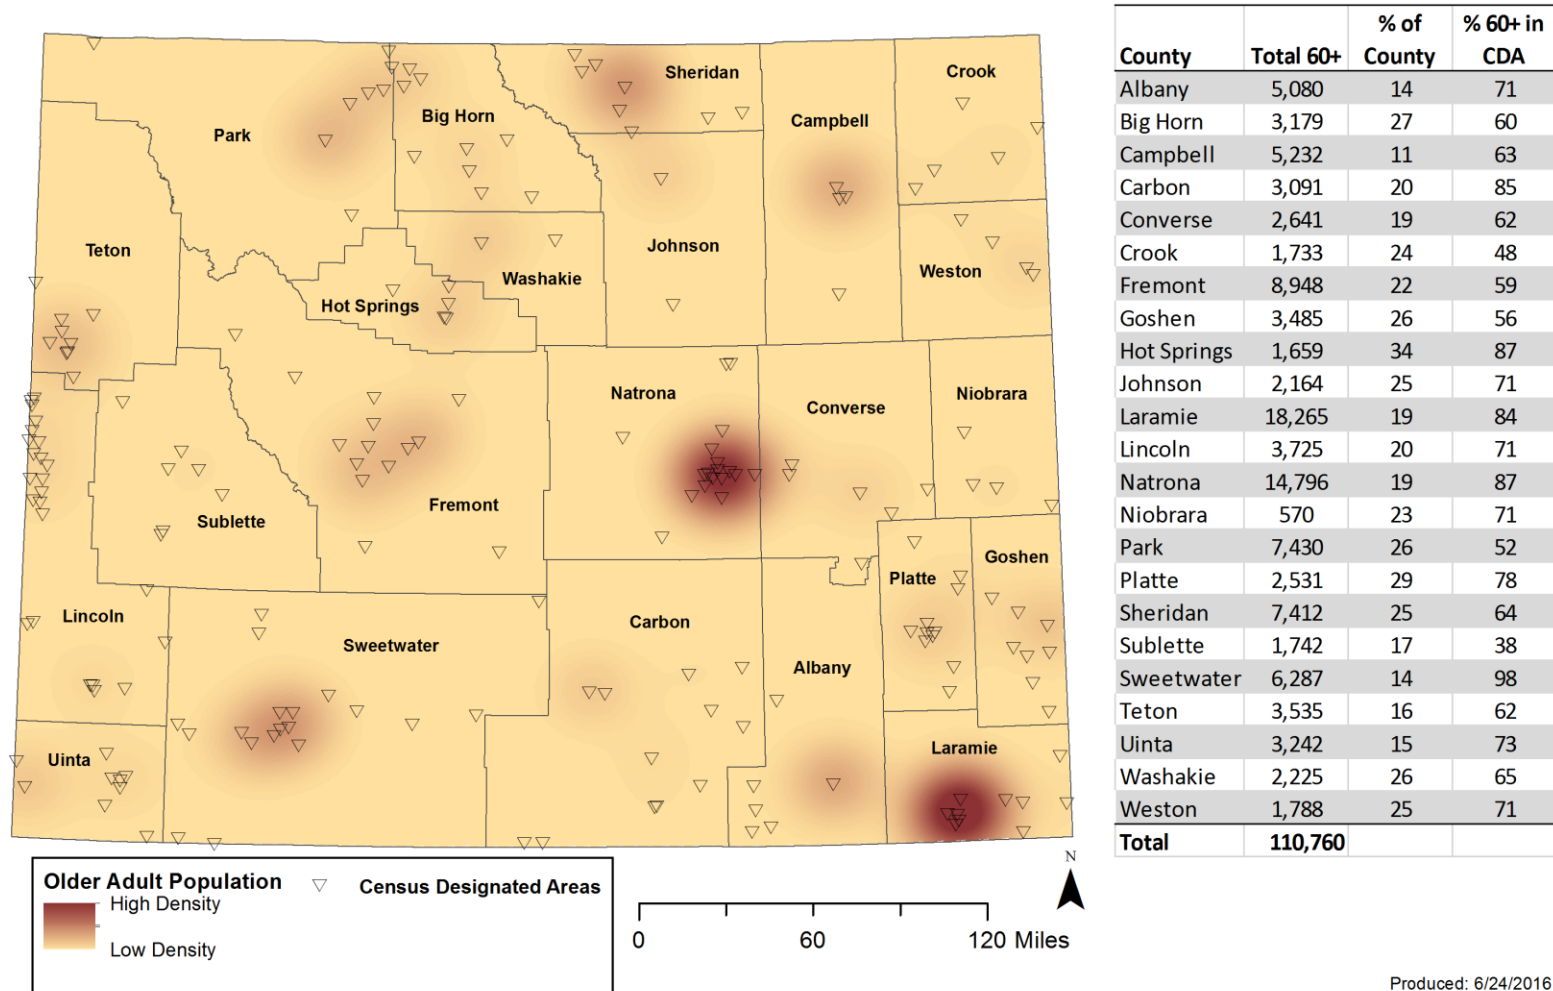 Sheridan
Crook
Big Horn
Campbell
Park
Johnson
Teton
Weston
Washakie
Hot Springs
Natrona
Niobrara
Converse
Fremont
Sublette
Goshen
Platte
Lincoln
Carbon
Sweetwater
Albany
Laramie
Uinta
Older Adult Population
High Density
Low Density
Census Designated Areas
0 60 120 Miles
N
% of % 60+ in
County Total 60+ County CDA
Albany 5,080 14 71
Big Horn 3,179 27 60
Campbell 5,232 11 63
Carbon 3,091 20 85
Converse 2,641 19 62
Crook 1,733 24 48
Fremont 8,948 22 59
Goshen 3,485 26 56
Hot Springs 1,659 34 87
Johnson 2,164 25 71
Laramie 18,265 19 84
Lincoln 3,725 20 71
Natrona 14,796 19 87
Niobrara 570 23 71
Park 7,430 26 52
Platte 2,531 29 78
Sheridan 7,412 25 64
Sublette 1,742 17 38
Sweetwater 6,287 14 98
Teton 3,535 16 62
Uinta 3,242 15 73
Washakie 2,225 26 65
Weston 1,788 25 71
Total 110,760
Produced: 6/24/2016